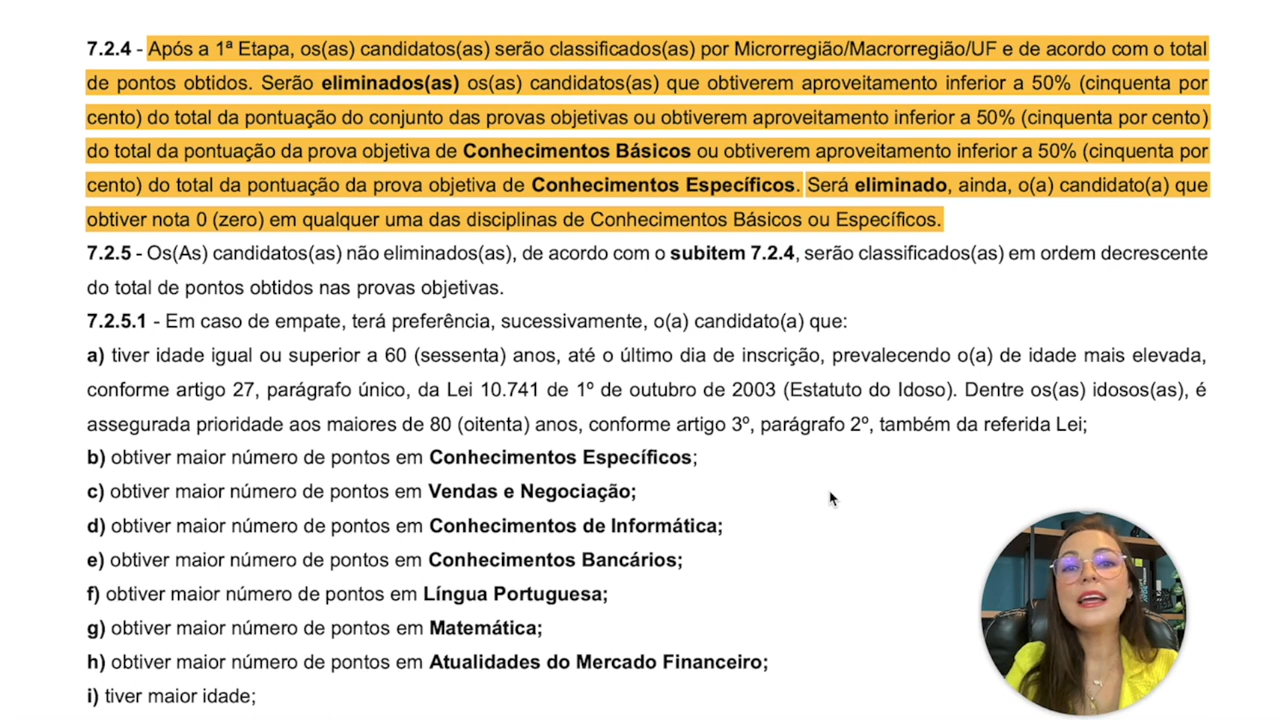 7.2.4 - Após a 1ª Etapa, os(as) candidatos(as) serão classificados(as) por Microrregião/Macrorregião/UF e de acordo com o total
de pontos obtidos. Serão eliminados(as) os(as) candidatos(as) que obtiverem aproveitamento inferior a 50% (cinquenta por
cento) do total da pontuação do conjunto das provas objetivas ou obtiverem aproveitamento inferior a 50% (cinquenta por cento)
do total da pontuação da prova objetiva de Conhecimentos Básicos ou obtiverem aproveitamento inferior a 50% (cinquenta por
cento) do total da pontuação da prova objetiva de Conhecimentos Específicos. Será eliminado, ainda, o(a) candidato(a) que
obtiver nota 0 (zero) em qualquer uma das disciplinas de Conhecimentos Básicos ou Específicos.
7.2.5 - Os(As) candidatos(as) não eliminados(as), de acordo com o subitem 7.2.4, serão classificados(as) em ordem decrescente
do total de pontos obtidos nas provas objetivas.
7.2.5.1 - Em caso de empate, terá preferência, sucessivamente, o(a) candidato(a) que:
a) tiver idade igual ou superior a 60 (sessenta) anos, até o último dia de inscrição, prevalecendo o(a) de idade mais elevada,
conforme artigo 27, parágrafo único, da Lei 10.741 de 1º de outubro de 2003 (Estatuto do Idoso). Dentre os(as) idosos(as), é
assegurada prioridade aos maiores de 80 (oitenta) anos, conforme artigo 3º, parágrafo 2º, também da referida Lei;
b) obtiver maior número de pontos em Conhecimentos Específicos;
c) obtiver maior número de pontos em Vendas e Negociação;
d) obtiver maior número de pontos em Conhecimentos de Informática;
e) obtiver maior número de pontos em Conhecimentos Bancários;
f) obtiver maior número de pontos em Língua Portuguesa;
g) obtiver maior número de pontos em Matemática;
h) obtiver maior número de pontos em Atualidades do Mercado Financeiro;
i) tiver maior idade;